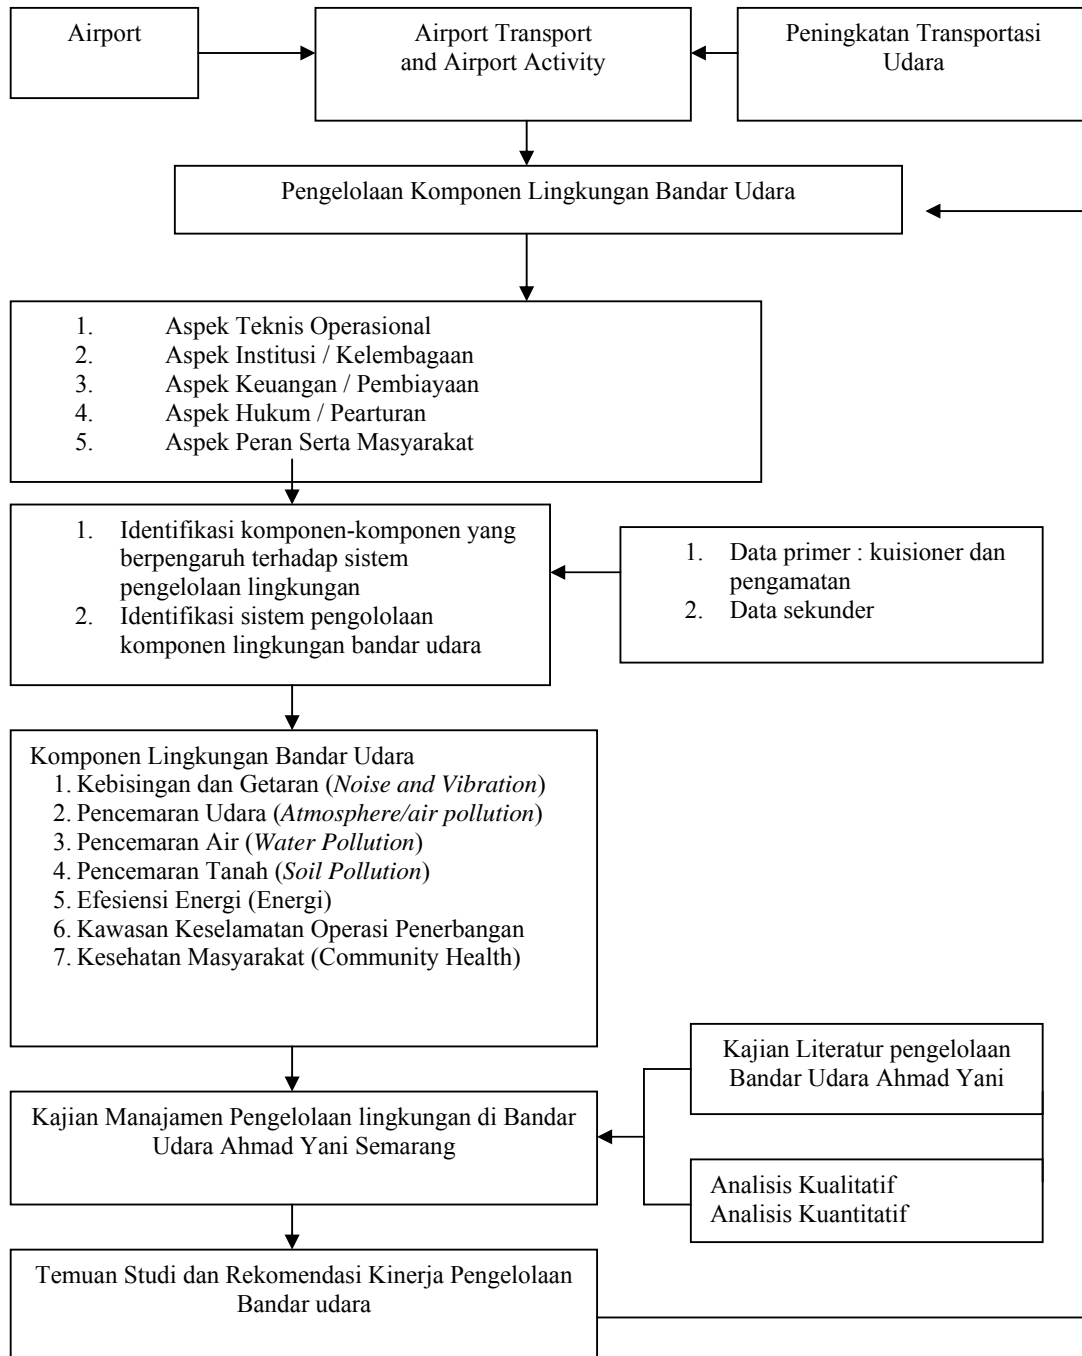 Airport
Airport Transport
and Airport Activity
Peningkatan Transportasi
Udara
Pengelolaan Komponen Lingkungan Bandar Udara
1. Aspek Teknis Operasional
2. Aspek Institusi / Kelembagaan
3. Aspek Keuangan / Pembiayaan
4. Aspek Hukum / Pearturan
5. Aspek Peran Serta Masyarakat
1. Identifikasi komponen-komponen yang
berpengaruh terhadap sistem
pengelolaan lingkungan
2. Identifikasi sistem pengololaan
komponen lingkungan bandar udara
1. Data primer : kuisioner dan
pengamatan
2. Data sekunder
Komponen Lingkungan Bandar Udara
1. Kebisingan dan Getaran (Noise and Vibration)
2. Pencemaran Udara (Atmosphere/air pollution)
3. Pencemaran Air (Water Pollution)
4. Pencemaran Tanah (Soil Pollution)
5. Efesiensi Energi (Energi)
6. Kawasan Keselamatan Operasi Penerbangan
7. Kesehatan Masyarakat (Community Health)
Kajian Literatur pengelolaan
Bandar Udara Ahmad Yani
Kajian Manajamen Pengelolaan lingkungan di Bandar
Udara Ahmad Yani Semarang
Analisis Kualitatif
Analisis Kuantitatif
Temuan Studi dan Rekomendasi Kinerja Pengelolaan
Bandar udara